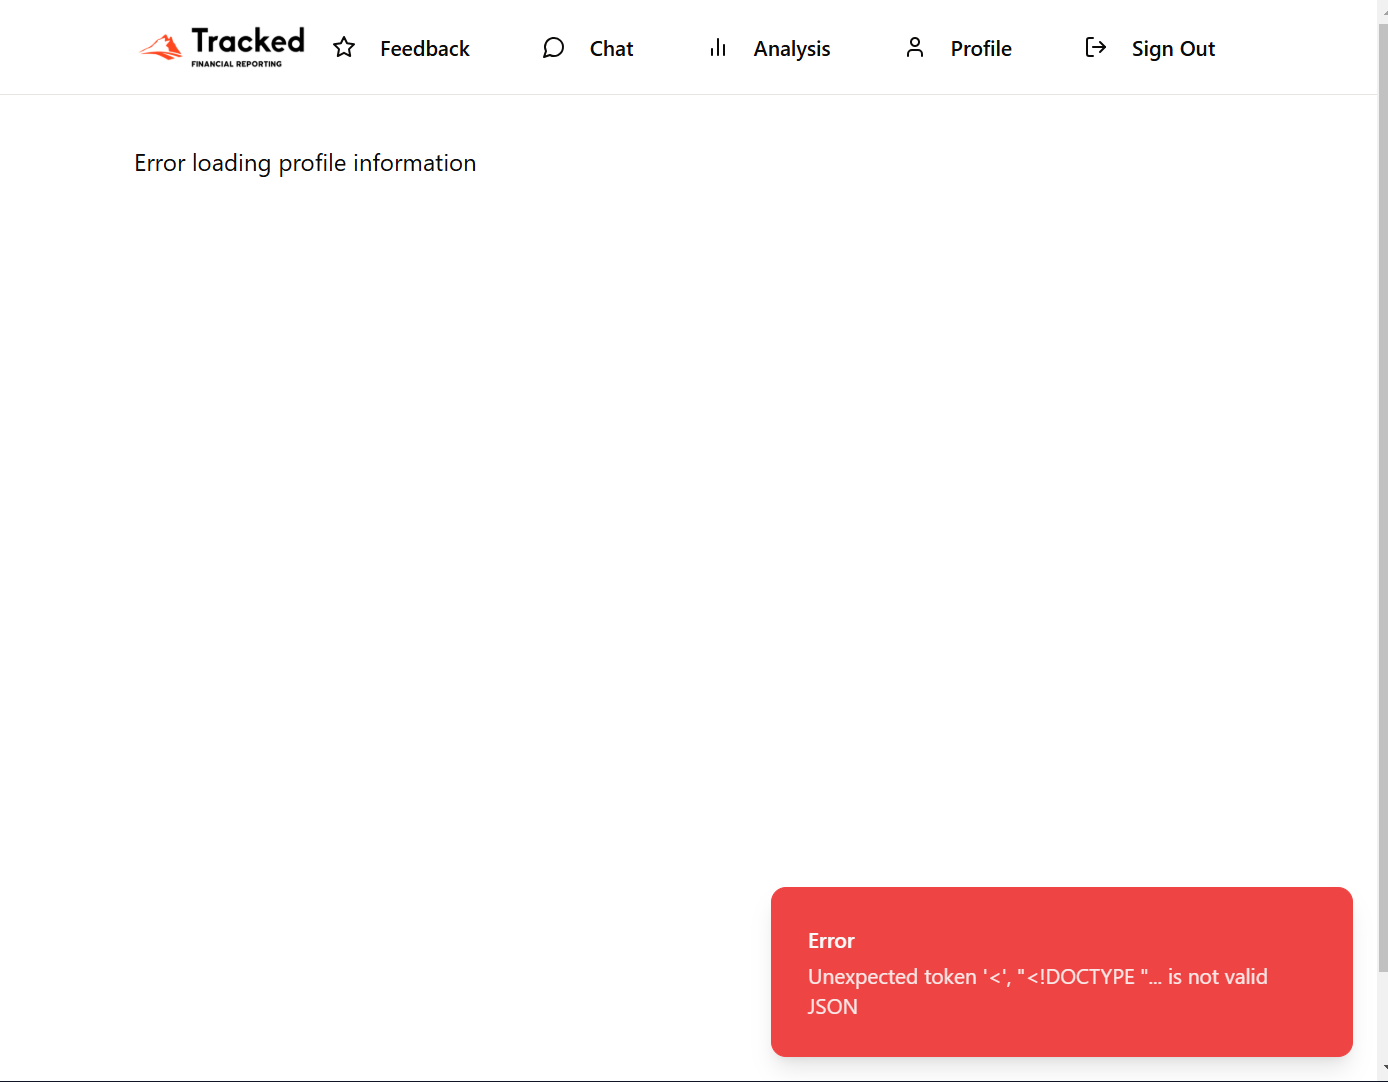 Tracked
FINANCIAL REPORTING
Feedback
Chat
Analysis
Profile
Sign Out
Error loading profile information
Error
Unexpected token '<', "<!DOCTYPE "... is not valid
JSON